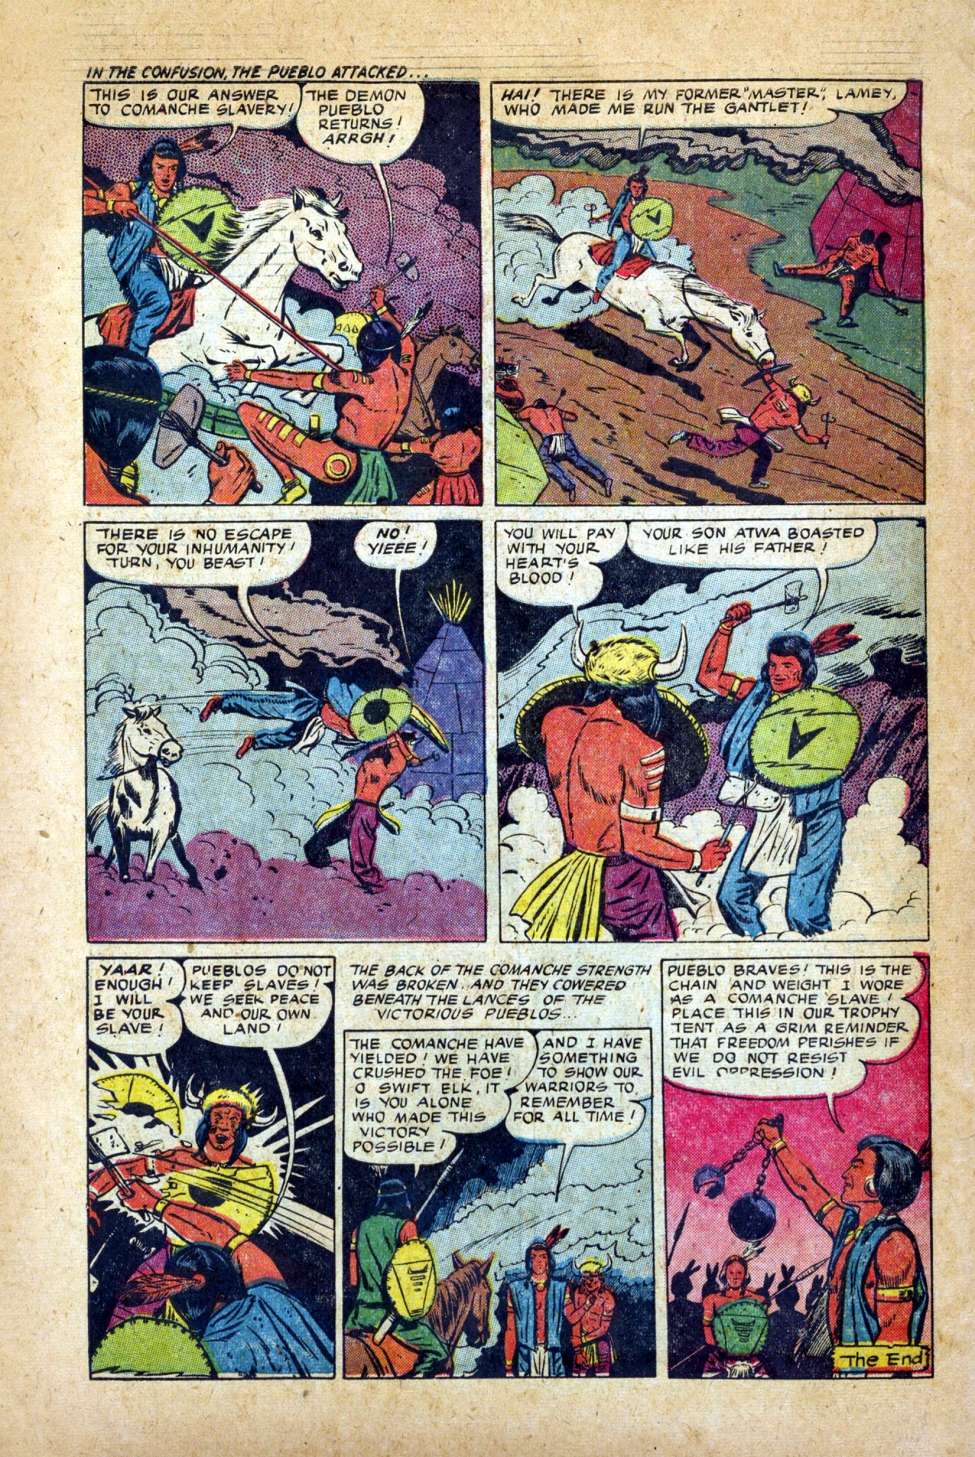 IN THE CONFUSION, THE PUEBLO ATTACKED...
THIS IS OUR ANSWER
TO COMANCHE SLAVERY!
THE DEMON
PUEBLO
RETURNS!
ARRGH!
HAI! THERE IS MY FORMER "MASTER", LAMEY,
WHO MADE ME RUN THE GANTLET!
THERE IS NO ESCAPE
FOR YOUR INHUMANITY!
TURN, YOU BEAST!
NO!
YIEEE!
YOU WILL PAY
WITH YOUR
HEART'S
BLOOD!
YOUR SON ATWA BOASTED
LIKE HIS FATHER!
YAAR!
ENOUGH!
I WILL
BE YOUR
SLAVE!
PUEBLOS DO NOT
KEEP SLAVES!
WE SEEK PEACE
AND OUR OWN
LAND!
THE BACK OF THE COMANCHE STRENGTH
WAS BROKEN. AND THEY COWERED
BENEATH THE LANCES OF THE
VICTORIOUS PUEBLOS...
THE COMANCHE HAVE
YIELDED! WE HAVE
CRUSHED THE FOE!
O SWIFT ELK, IT
IS YOU ALONE
WHO MADE THIS
VICTORY
POSSIBLE!
AND I HAVE
SOMETHING
TO SHOW OUR
WARRIORS TO
REMEMBER
FOR ALL TIME!
PUEBLO BRAVES! THIS IS THE
CHAIN AND WEIGHT I WORE
AS A COMANCHE SLAVE!
PLACE THIS IN OUR TROPHY
TENT AS A GRIM REMINDER
THAT FREEDOM PERISHES IF
WE DO NOT RESIST
EVIL OPPRESSION!
The End